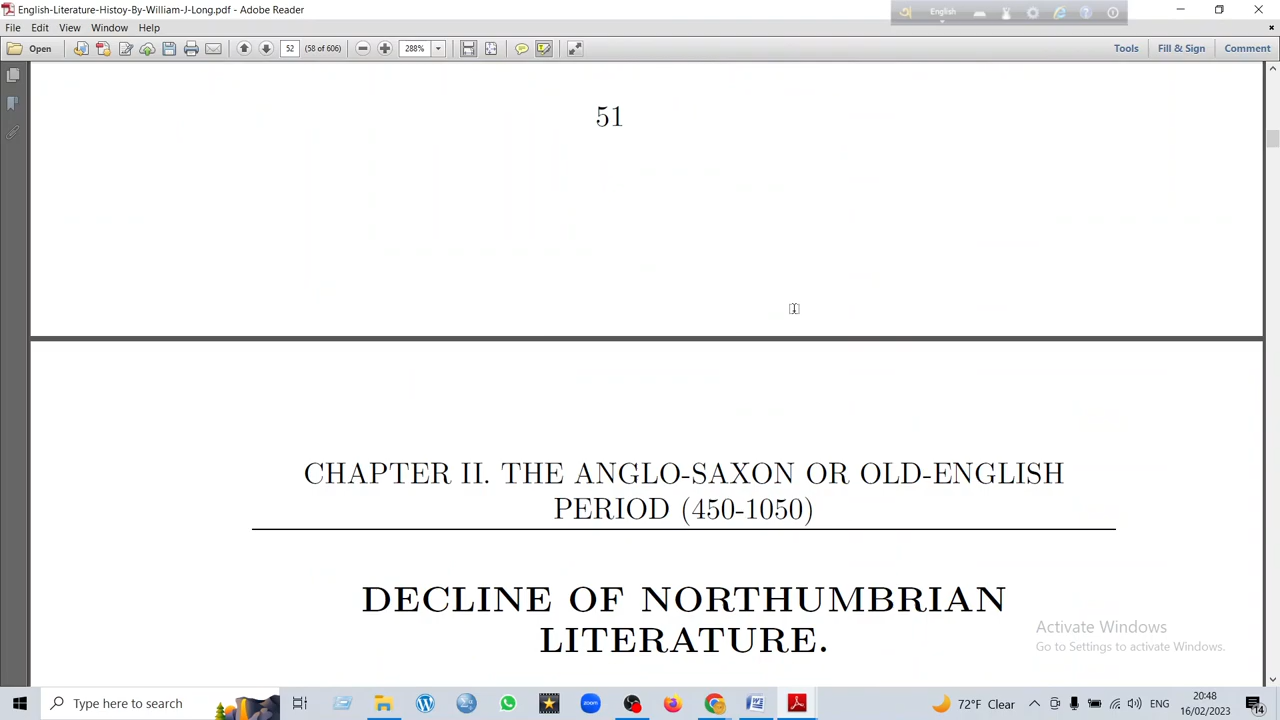 English-Literature-Histoy-By-William-J-Long.pdf - Adobe Reader
English
File Edit View Window Help
Open 52 (58 of 606) 288% Tools Fill & Sign Comment
51
CHAPTER II. THE ANGLO-SAXON OR OLD-ENGLISH
PERIOD (450-1050)
DECLINE OF NORTHUMBRIAN
LITERATURE.
Activate Windows
Go to Settings to activate Windows.
Type here to search
zoom
72°F Clear
ENG
20:48
16/02/2023
14